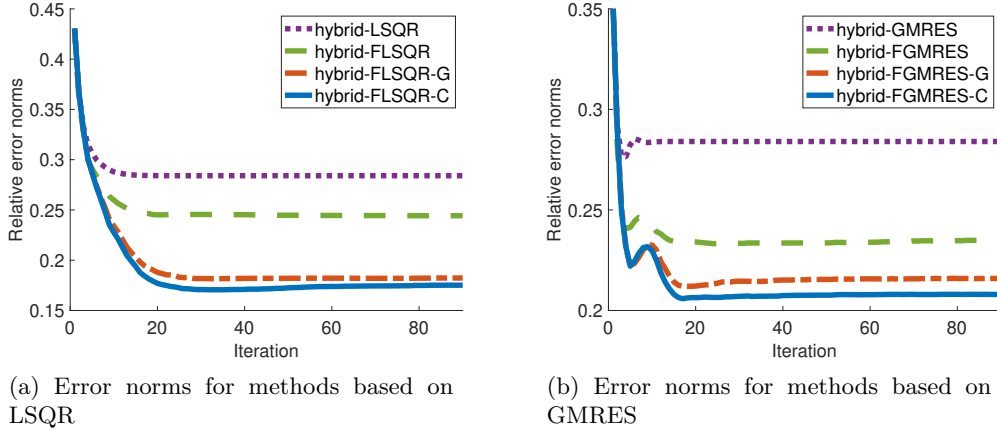 0.45
0.4
0.35
0.3
0.25
0.2
0.15
Relative error norms
0 20 40 60 80
Iteration
hybrid-LSQR
hybrid-FLSQR
hybrid-FLSQR-G
hybrid-FLSQR-C
(a) Error norms for methods based on
LSQR
0.35
0.3
0.25
0.2
Relative error norms
0 20 40 60 80
Iteration
hybrid-GMRES
hybrid-FGMRES
hybrid-FGMRES-G
hybrid-FGMRES-C
(b) Error norms for methods based on
GMRES